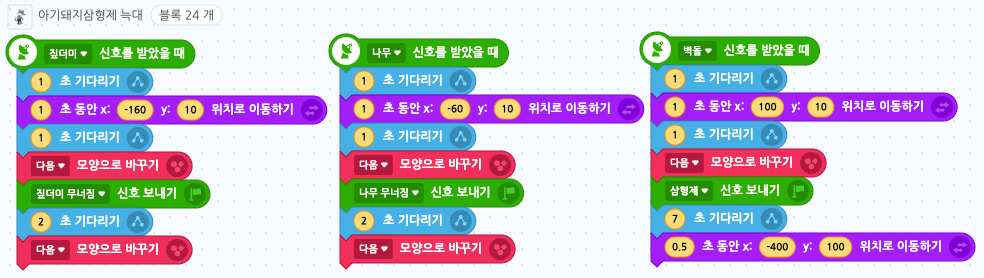 아기돼지삼형제 늑대 블록 24 개
짚더미 신호를 받았을 때
1 초 기다리기
1 초 동안 x: -160 y: 10 위치로 이동하기
1 초 기다리기
다음 모양으로 바꾸기
짚더미 무너짐 신호 보내기
2 초 기다리기
다음 모양으로 바꾸기
나무 신호를 받았을 때
1 초 기다리기
1 초 동안 x: -60 y: 10 위치로 이동하기
1 초 기다리기
다음 모양으로 바꾸기
나무 무너짐 신호 보내기
2 초 기다리기
다음 모양으로 바꾸기
벽돌 신호를 받았을 때
1 초 기다리기
1 초 동안 x: 100 y: 10 위치로 이동하기
1 초 기다리기
다음 모양으로 바꾸기
삼형제 신호 보내기
7 초 기다리기
0.5 초 동안 x: -400 y: 100 위치로 이동하기